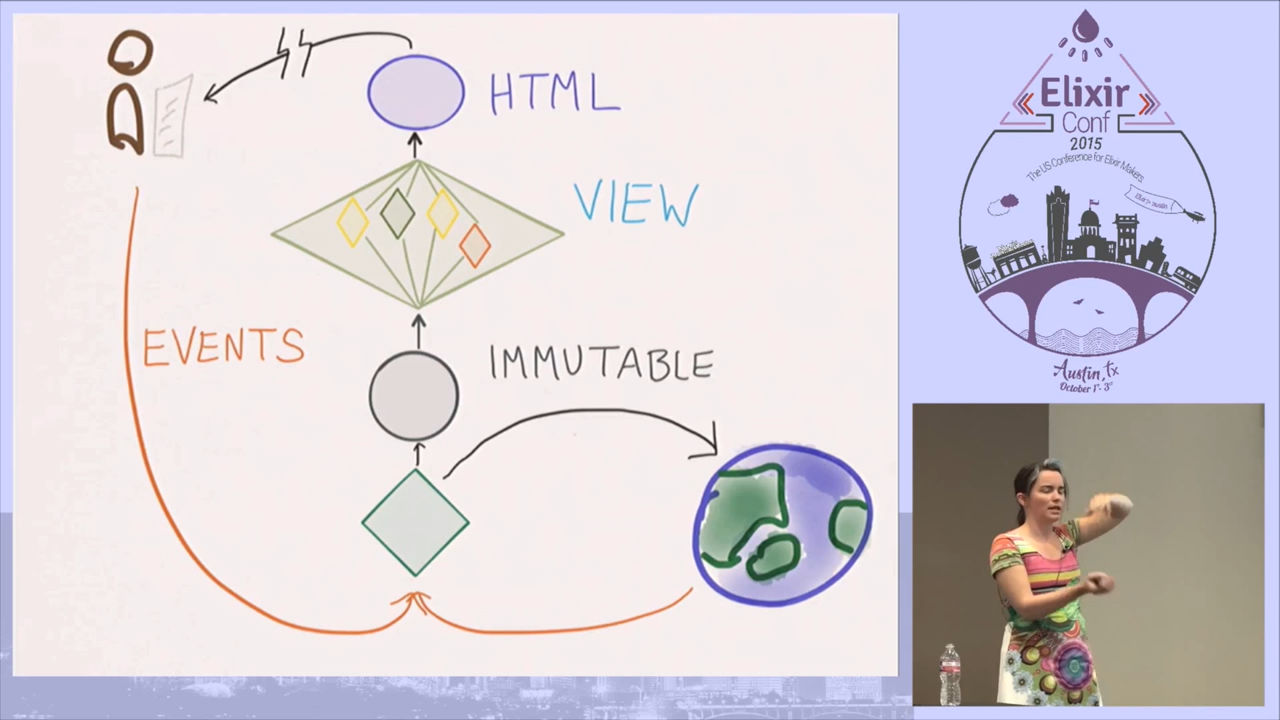 HTML
VIEW
EVENTS
IMMUTABLE
Elixir
Conf
2015
The US Conference for Elixir Makers
Austin, Tx
October 1st - 3rd